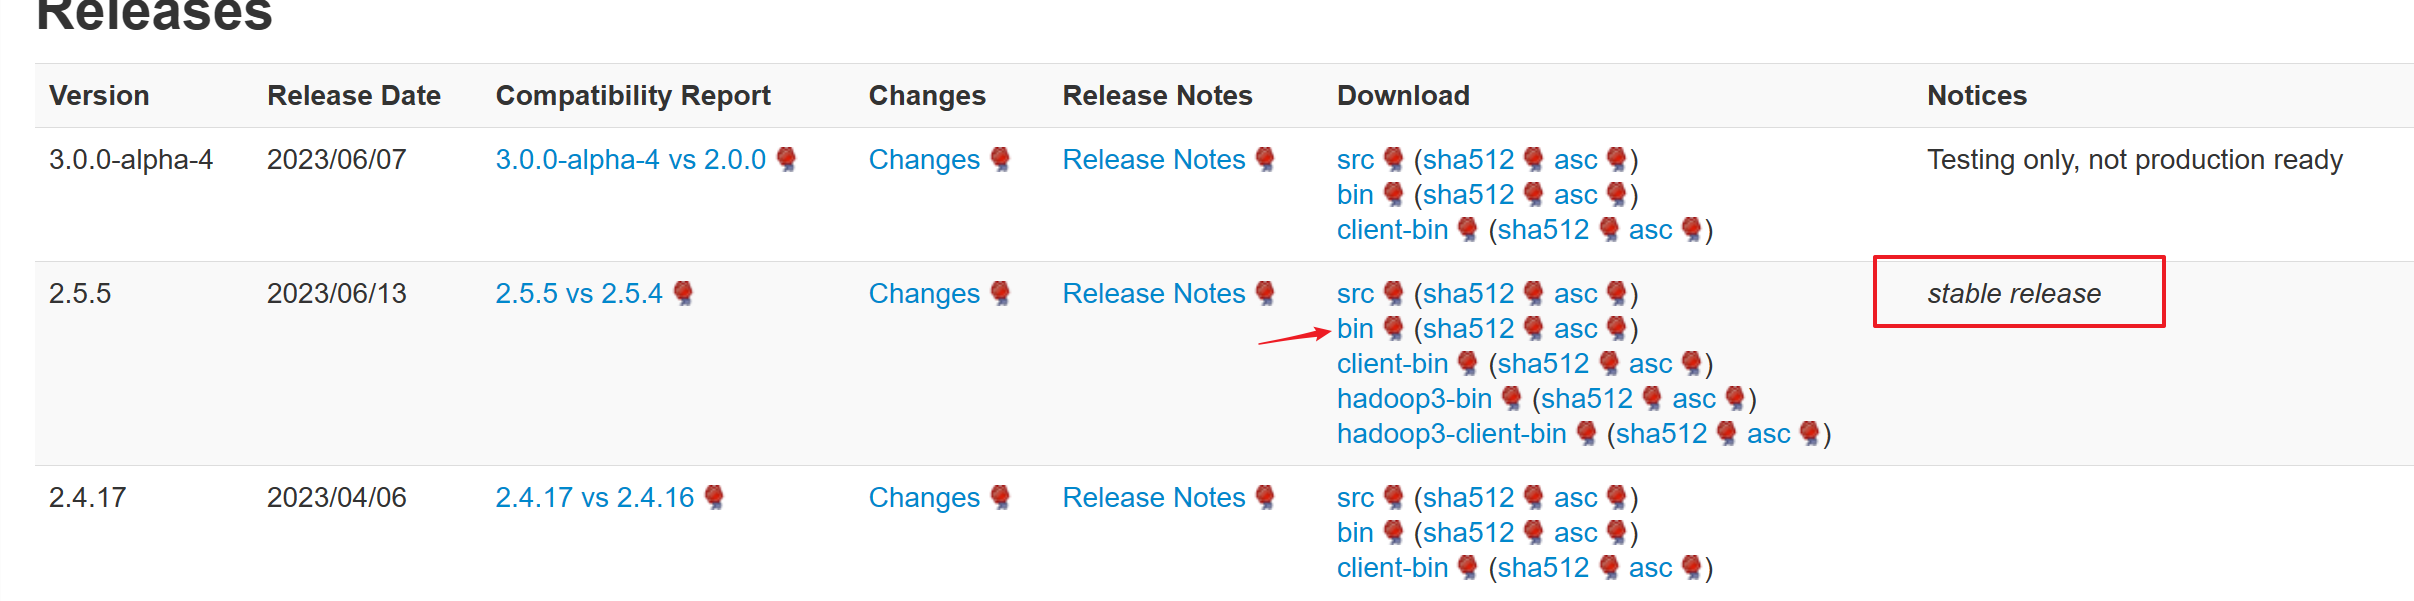 Releases
Version Release Date Compatibility Report Changes Release Notes Download Notices
3.0.0-alpha-4 2023/06/07 3.0.0-alpha-4 vs 2.0.0 Changes Release Notes src (sha512 asc) Testing only, not production ready
bin (sha512 asc)
client-bin (sha512 asc)
2.5.5 2023/06/13 2.5.5 vs 2.5.4 Changes Release Notes src (sha512 asc) stable release
bin (sha512 asc)
client-bin (sha512 asc)
hadoop3-bin (sha512 asc)
hadoop3-client-bin (sha512 asc)
2.4.17 2023/04/06 2.4.17 vs 2.4.16 Changes Release Notes src (sha512 asc)
bin (sha512 asc)
client-bin (sha512 asc)